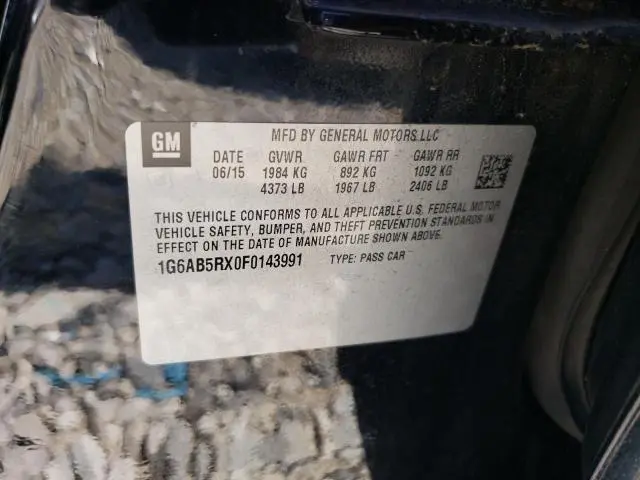 GM
MFD BY GENERAL MOTORS LLC
DATE GVWR GAWR FRT GAWR RR
06/15 1984 KG 892 KG 1092 KG
4373 LB 1967 LB 2406 LB
THIS VEHICLE CONFORMS TO ALL APPLICABLE U.S. FEDERAL MOTOR
VEHICLE SAFETY, BUMPER, AND THEFT PREVENTION STANDARDS IN
EFFECT ON THE DATE OF MANUFACTURE SHOWN ABOVE.
1G6AB5RX0F0143991 TYPE: PASS CAR